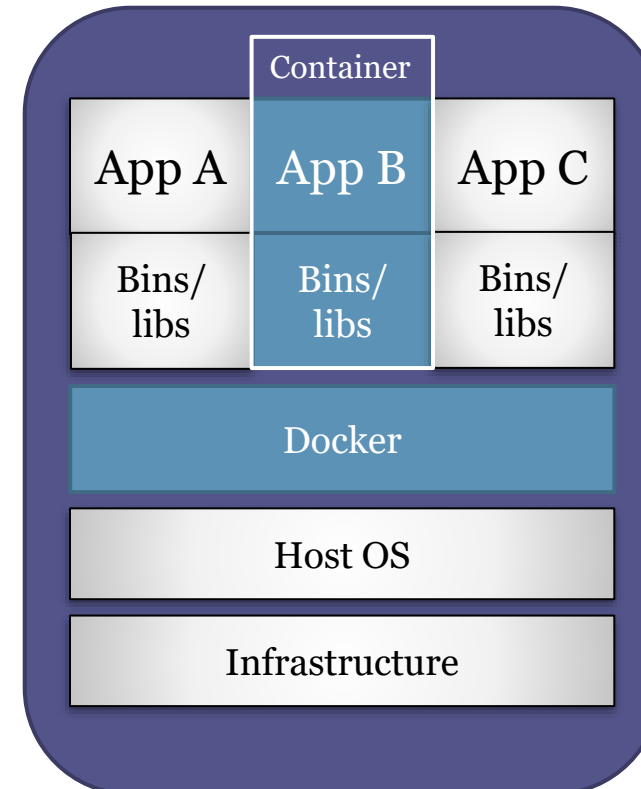 Container
App A
App B
App C
Bins/
libs
Bins/
libs
Bins/
libs
Docker
Host OS
Infrastructure